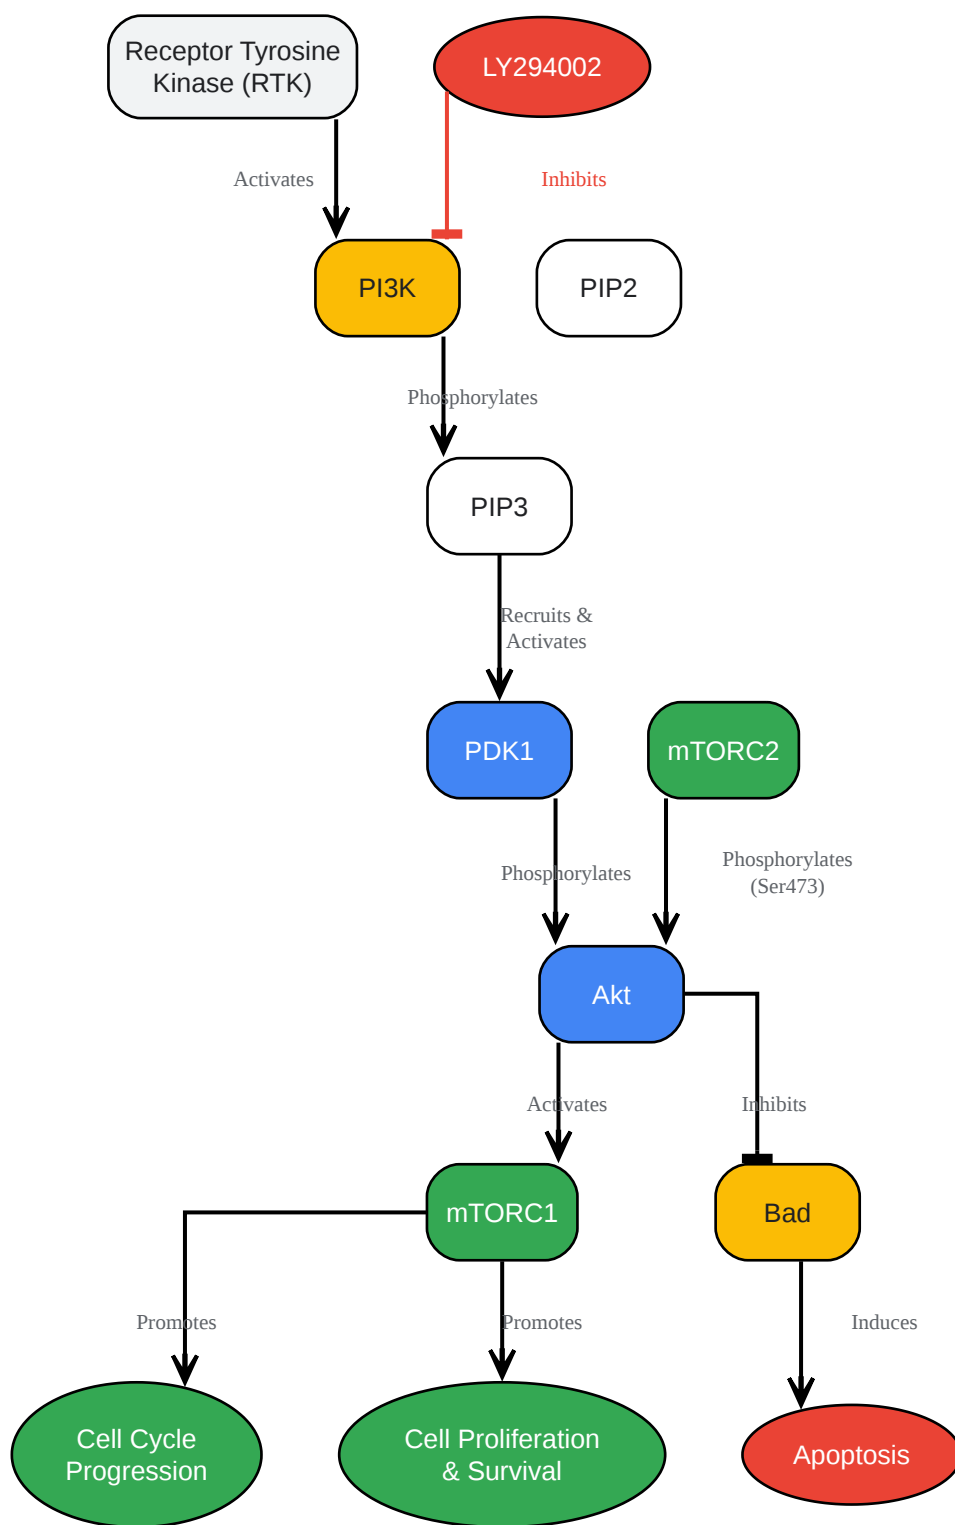 Receptor Tyrosine
Kinase (RTK)
LY294002
Activates
Inhibits
PI3K
PIP2
Phosphorylates
PIP3
Recruits &
Activates
PDK1
mTORC2
Phosphorylates
Phosphorylates
(Ser473)
Akt
Activates
Inhibits
mTORC1
Bad
Promotes
Promotes
Induces
Cell Cycle
Progression
Cell Proliferation
& Survival
Apoptosis